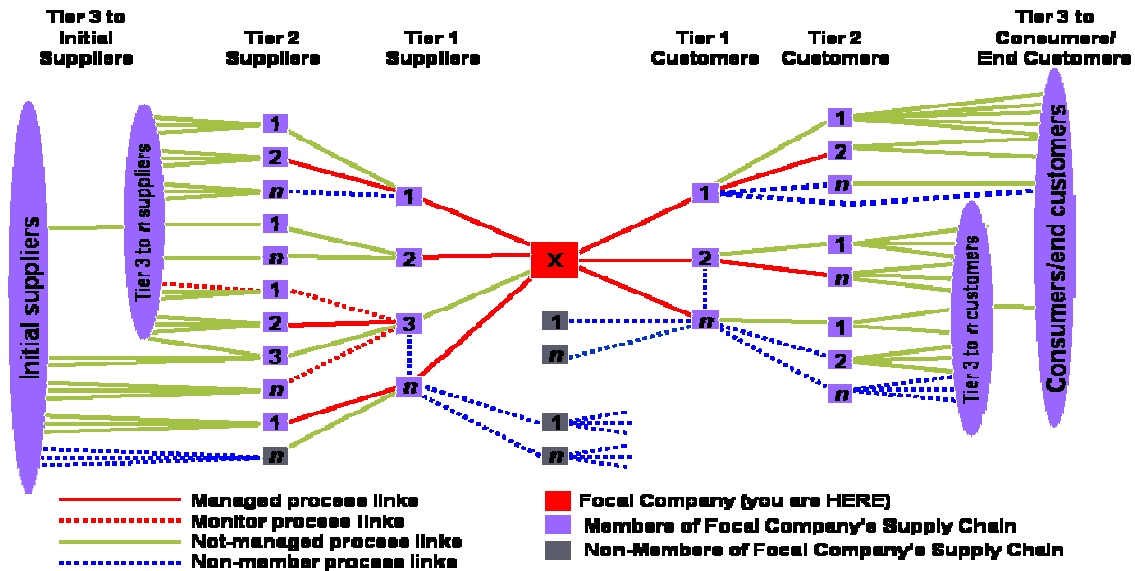 Tier 3 to
Initial
Suppliers
Tier 2
Suppliers
Tier 1
Suppliers
Tier 1
Customers
Tier 2
Customers
Tier 3 to
Consumers/
End Customers
Initial suppliers
Tier 3 to n suppliers
1
2
n
1
n
1
2
3
n
1
n
1
2
3
n
X
1
n
1
n
1
2
n
1
2
n
1
n
1
2
n
Tier 3 to n customers
Consumers/end customers
Managed process links
Monitor process links
Not-managed process links
Non-member process links
Focal Company (you are HERE)
Members of Focal Company's Supply Chain
Non-Members of Focal Company's Supply Chain